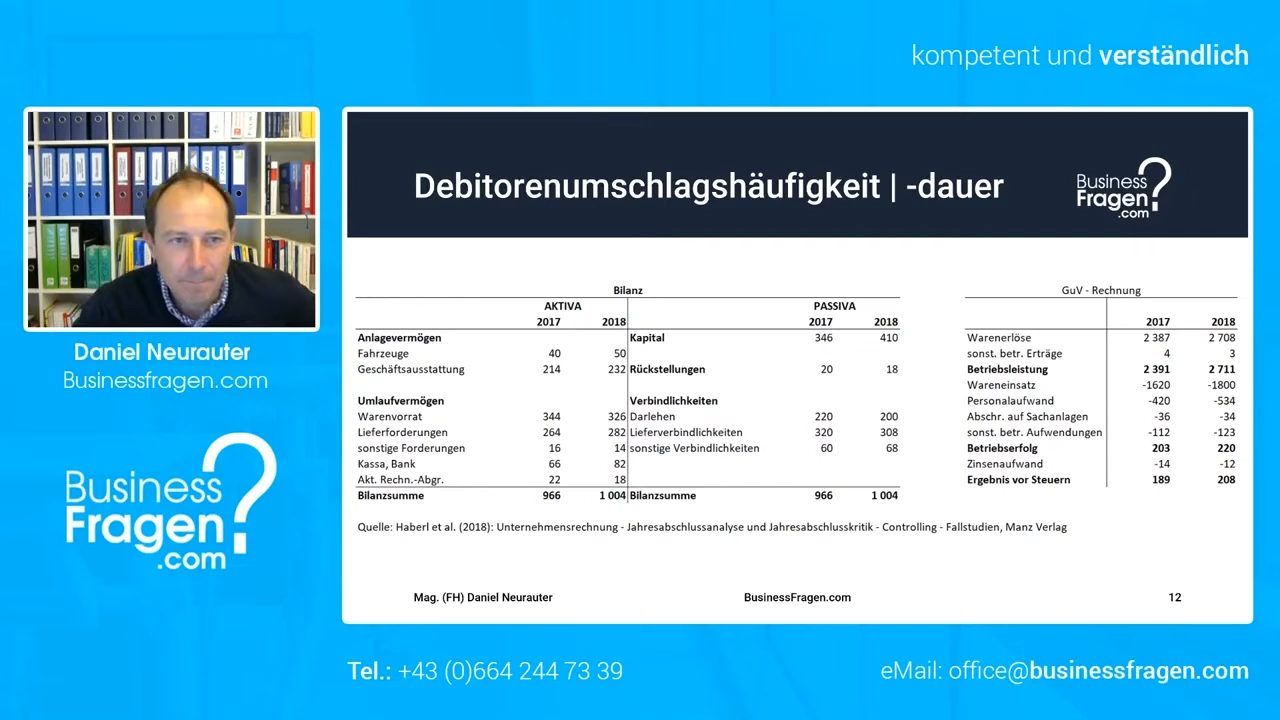 kompetent und verständlich
Debitorenumschlagshäufigkeit | -dauer
Business
Fragen
.com
?
Daniel Neurauter
Businessfragen.com
Business
Fragen
.com
?
Bilanz
AKTIVA PASSIVA
2017 2018 2017 2018
Anlagevermögen Kapital 346 410
Fahrzeuge 40 50
Geschäftsausstattung 214 232 Rückstellungen 20 18
Umlaufvermögen Verbindlichkeiten
Warenvorrat 344 326 Darlehen 220 200
Lieferforderungen 264 282 Lieferverbindlichkeiten 320 308
sonstige Forderungen 16 14 sonstige Verbindlichkeiten 60 68
Kassa, Bank 66 82
Akt. Rechn.-Abgr. 22 18
Bilanzsumme 966 1 004 Bilanzsumme 966 1 004
GuV - Rechnung
2017 2018
Warenerlöse 2 387 2 708
sonst. betr. Erträge 4 3
Betriebsleistung 2 391 2 711
Wareneinsatz -1620 -1800
Personalaufwand -420 -534
Abschr. auf Sachanlagen -36 -34
sonst. betr. Aufwendungen -112 -123
Betriebserfolg 203 220
Zinsenaufwand -14 -12
Ergebnis vor Steuern 189 208
Quelle: Haberl et al. (2018): Unternehmensrechnung - Jahresabschlussanalyse und Jahresabschlusskritik - Controlling - Fallstudien, Manz Verlag
Mag. (FH) Daniel Neurauter BusinessFragen.com 12
Tel.: +43 (0)664 244 73 39
eMail: office@businessfragen.com